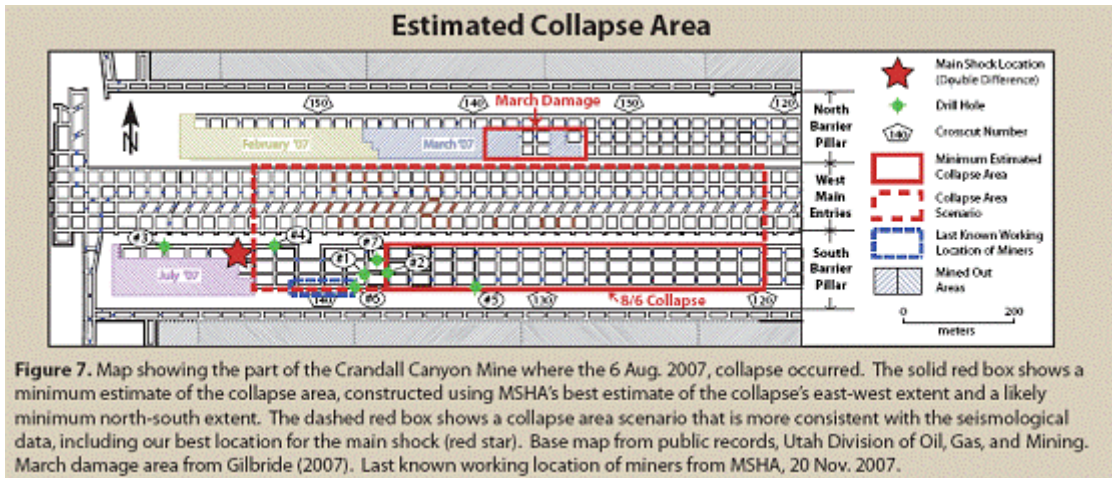 Estimated Collapse Area
150
140
130
120
March Damage
N
February '07
March '07
North
Barrier
Pillar
West
Main
Entries
South
Barrier
Pillar
#3
#4
#7
#1
#2
July '07
140
#6
#5
130
8/6 Collapse
120
Main Shock Location
(Double Difference)
Drill Hole
140
Crosscut Number
Minimum Estimated
Collapse Area
Collapse Area
Scenario
Last Known Working
Location of Miners
Mined Out
Areas
0
200
meters
Figure 7. Map showing the part of the Crandall Canyon Mine where the 6 Aug. 2007, collapse occurred. The solid red box shows a
minimum estimate of the collapse area, constructed using MSHA's best estimate of the collapse's east-west extent and a likely
minimum north-south extent. The dashed red box shows a collapse area scenario that is more consistent with the seismological
data, including our best location for the main shock (red star). Base map from public records, Utah Division of Oil, Gas, and Mining.
March damage area from Gilbride (2007). Last known working location of miners from MSHA, 20 Nov. 2007.